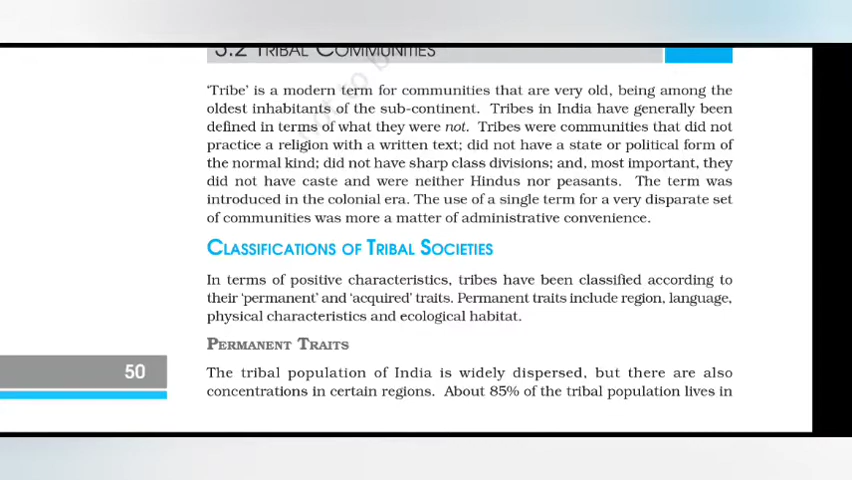 3.2 TRIBAL COMMUNITIES
‘Tribe’ is a modern term for communities that are very old, being among the
oldest inhabitants of the sub-continent. Tribes in India have generally been
defined in terms of what they were not. Tribes were communities that did not
practice a religion with a written text; did not have a state or political form of
the normal kind; did not have sharp class divisions; and, most important, they
did not have caste and were neither Hindus nor peasants. The term was
introduced in the colonial era. The use of a single term for a very disparate set
of communities was more a matter of administrative convenience.
CLASSIFICATIONS OF TRIBAL SOCIETIES
In terms of positive characteristics, tribes have been classified according to
their ‘permanent’ and ‘acquired’ traits. Permanent traits include region, language,
physical characteristics and ecological habitat.
PERMANENT TRAITS
The tribal population of India is widely dispersed, but there are also
concentrations in certain regions. About 85% of the tribal population lives in
50
not to b